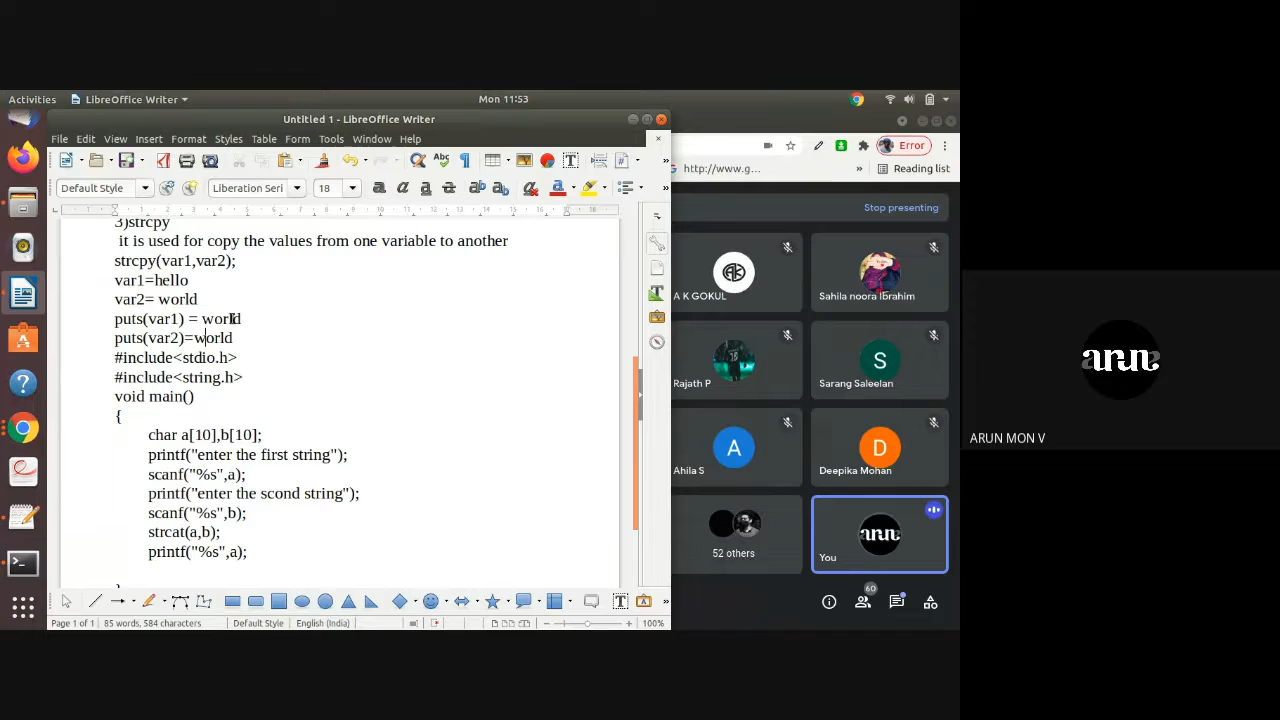 Activities
LibreOffice Writer
Mon 11:53
Untitled 1 - LibreOffice Writer
File Edit View Insert Format Styles Table Form Tools Window Help
Error
http://www.g...
»
Reading list
Default Style
Liberation Seri
18
Stop presenting
3)strcpy
it is used for copy the values from one variable to another
strcpy(var1,var2);
var1=hello
var2= world
puts(var1) = world
puts(var2)=world
#include<stdio.h>
#include<string.h>
void main()
{
char a[10],b[10];
printf("enter the first string");
scanf("%s",a);
printf("enter the scond string");
scanf("%s",b);
strcat(a,b);
printf("%s",a);
Page 1 of 1
85 words, 584 characters
Default Style
English (India)
100%
A K GOKUL
Sahila noora Ibrahim
Rajath P
S
Sarang Saleelan
A
Ahila S
D
Deepika Mohan
52 others
arun
You
60
arun
ARUN MON V